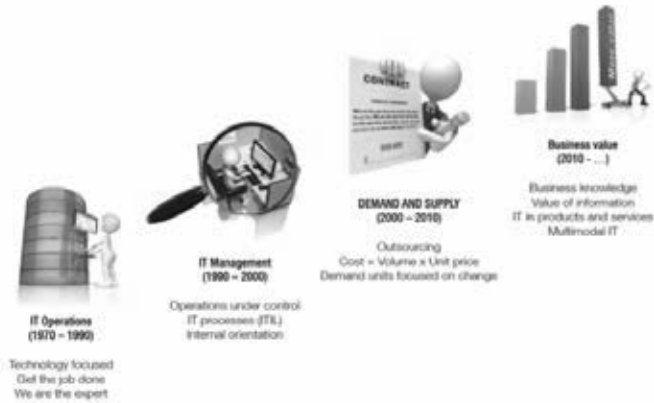 IT Operations
(1970 – 1990)
Technology focused
Get the job done
We are the expert
IT Management
(1990 – 2000)
Operations under control
IT processes (ITIL)
Internal orientation
CONTRACT
DEMAND AND SUPPLY
(2000 – 2010)
Outsourcing
Cost = Volume x Unit price
Demand units focused on change
Business value
(2010 - ...)
Business knowledge
Value of information
IT in products and services
Multimodal IT